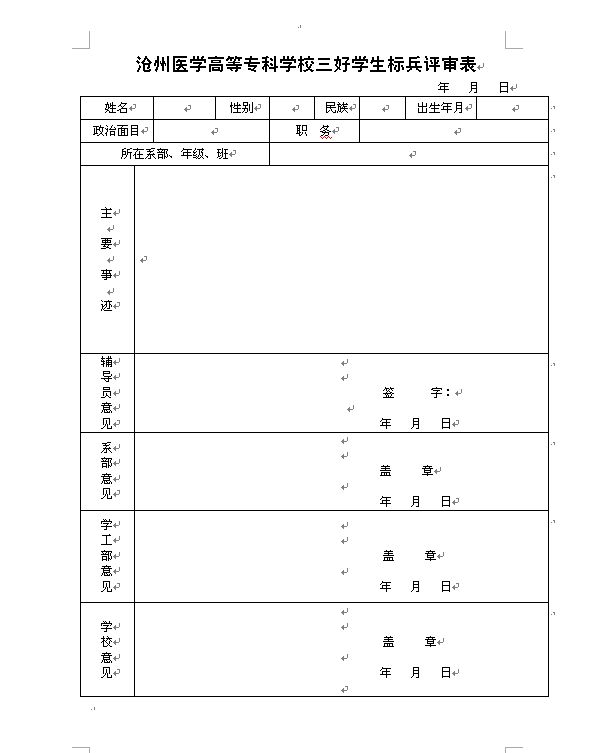 沧州医学高等专科学校三好学生标兵评审表
年 月 日
姓名 性别 民族 出生年月
政治面目 职 务
所在系部、年级、班
主
要
事
迹
辅
导
员
意
见
签 字：
年 月 日
系
部
意
见
盖 章
年 月 日
学
工
部
意
见
盖 章
年 月 日
学
校
意
见
盖 章
年 月 日